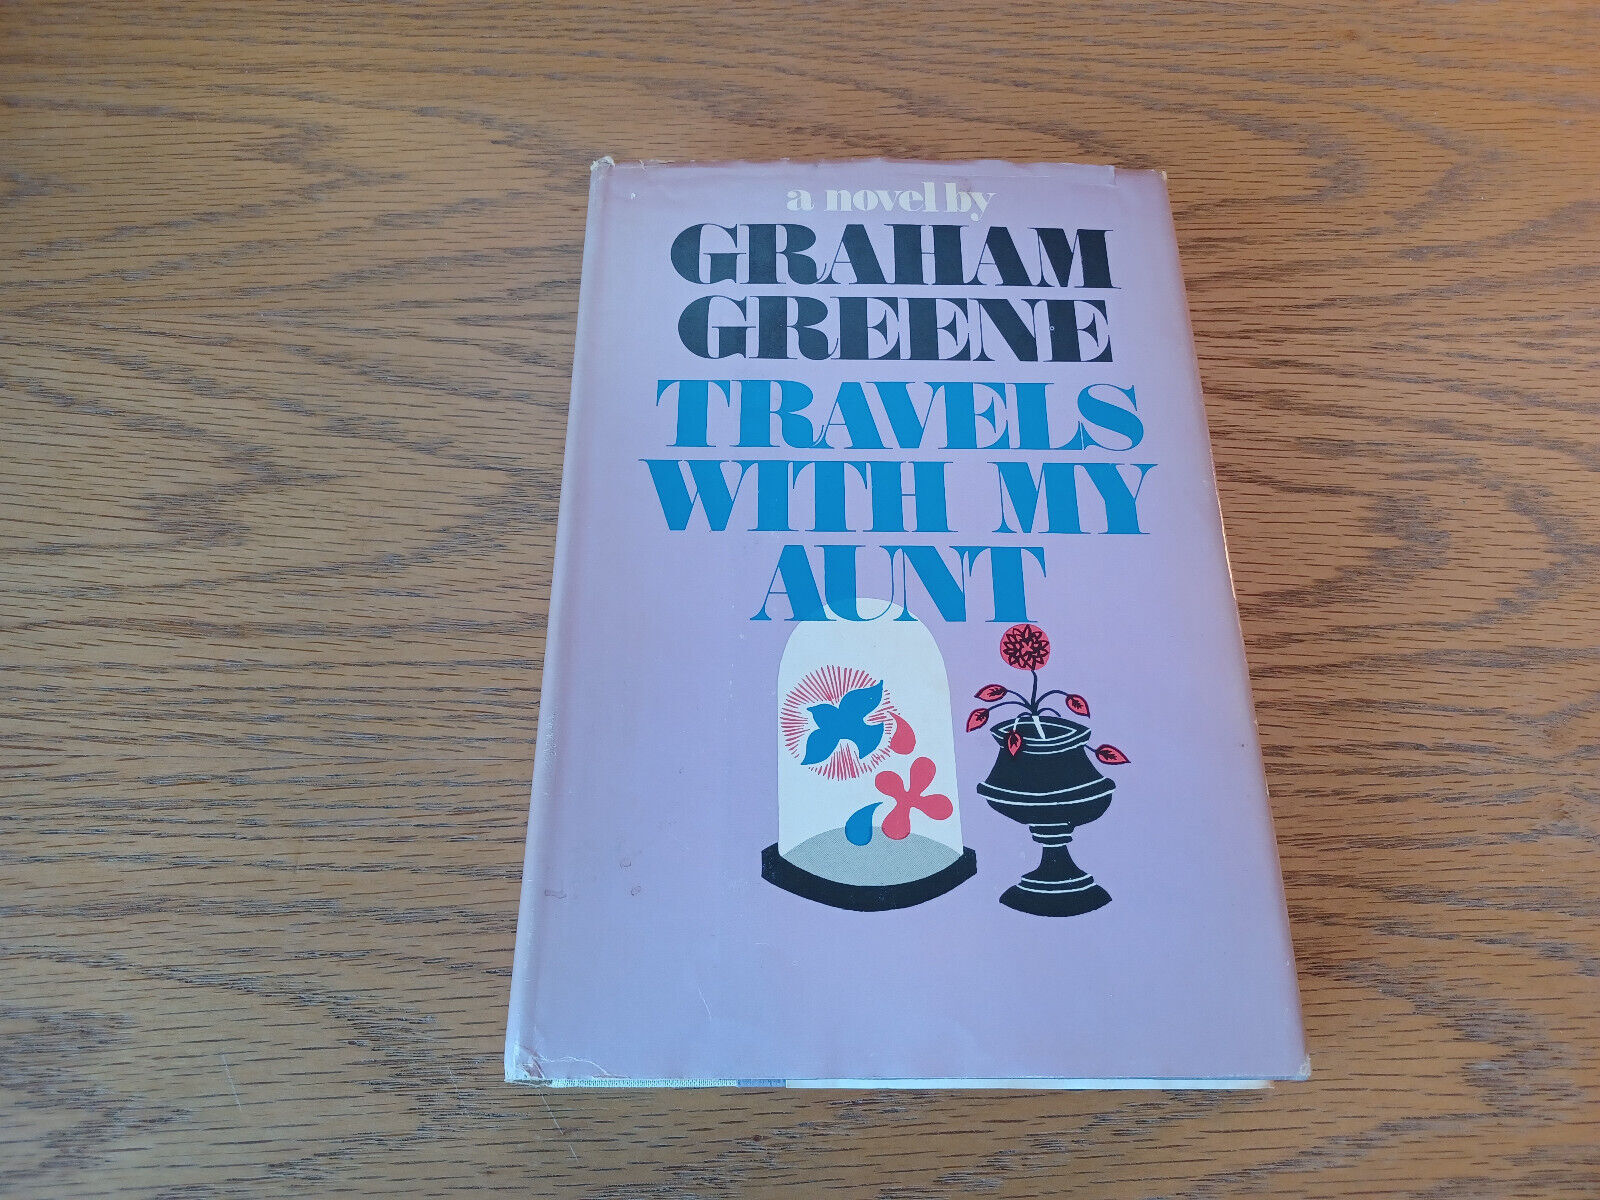 a novel by
GRAHAM
GREENE
TRAVELS
WITH MY
AUNT